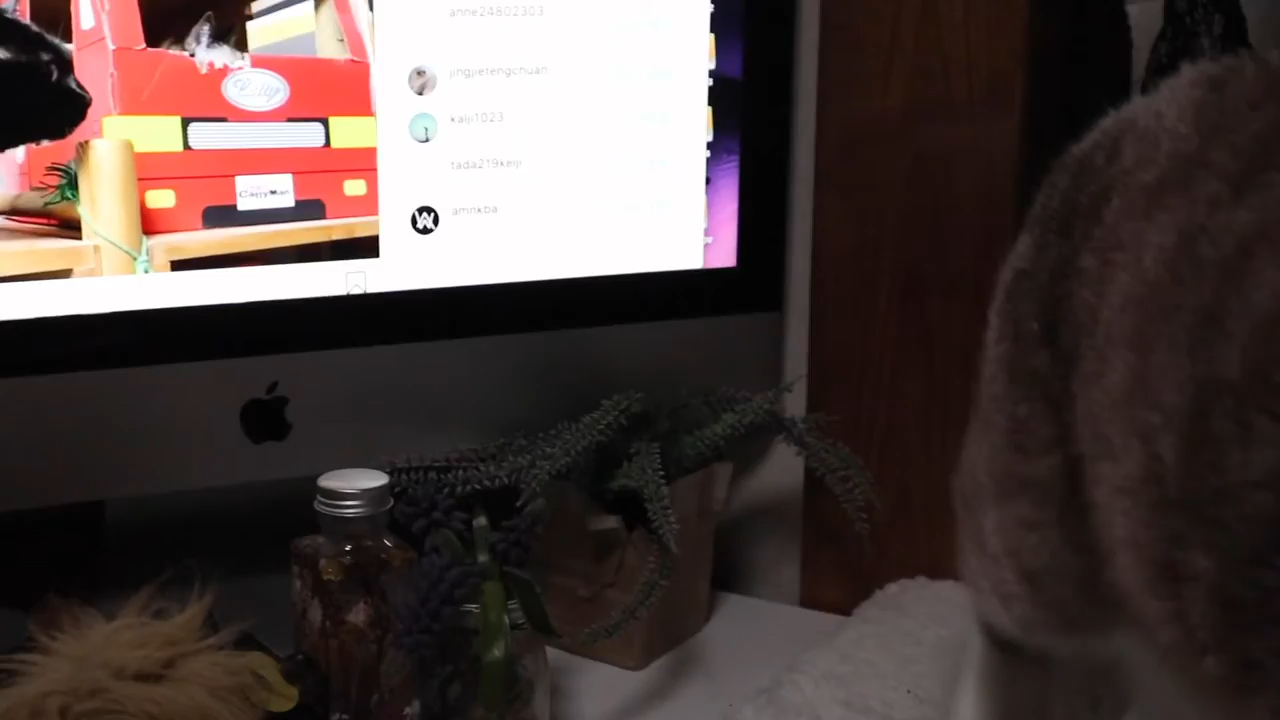 anne24802303
jingjietengchuan
kaiji1023
tada219keiji
amnkba
CarryMan